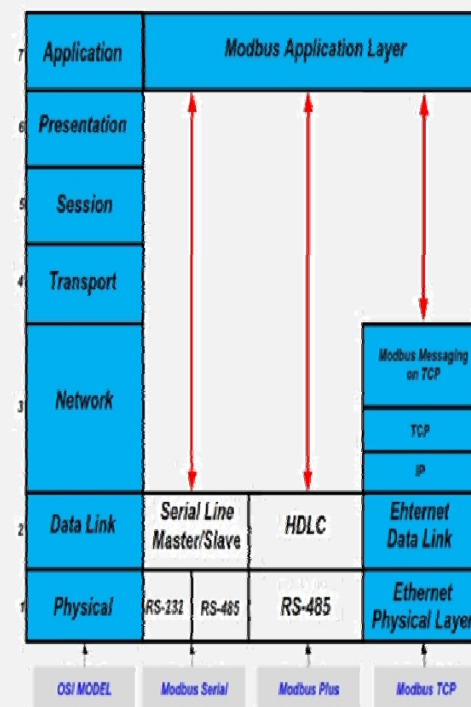 7
Application
Modbus Application Layer
6
Presentation
5
Session
4
Transport
3
Network
Modbus Messaging
on TCP
TCP
IP
2
Data Link
Serial Line
Master/Slave
HDLC
Ehternet
Data Link
1
Physical
RS-232
RS-485
RS-485
Ethernet
Physical Layer
OSI MODEL
Modbus Serial
Modbus Plus
Modbus TCP